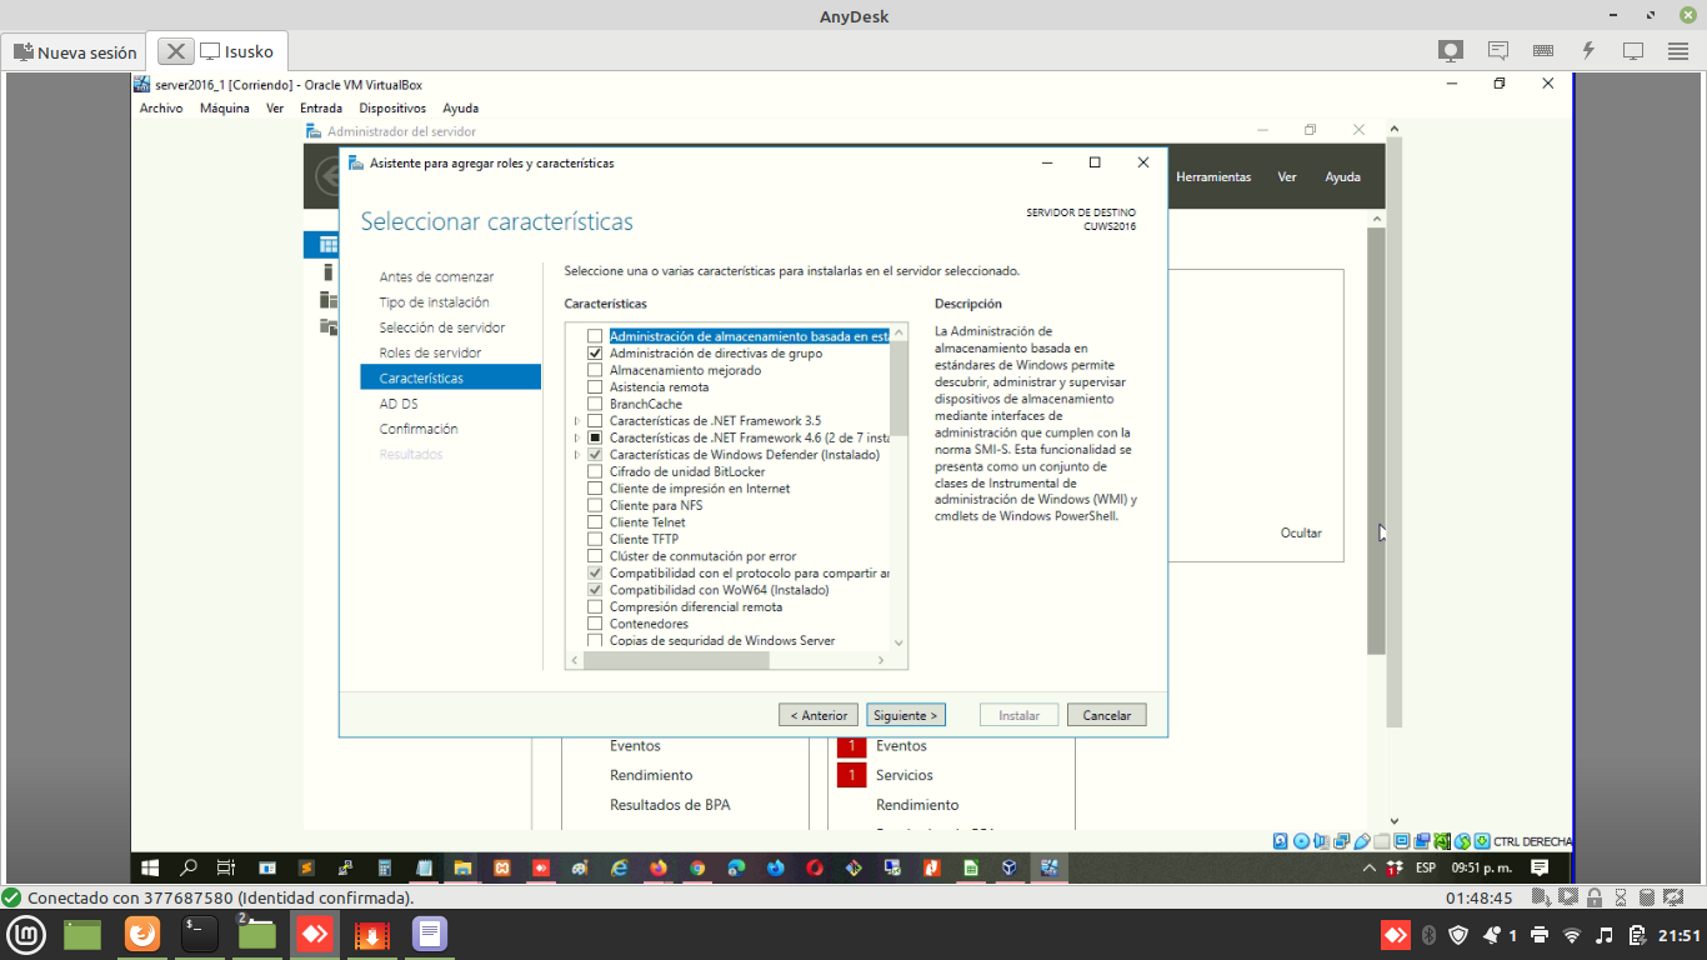 AnyDesk
Nueva sesión
Isusko
server2016_1 [Corriendo] - Oracle VM VirtualBox
Archivo Máquina Ver Entrada Dispositivos Ayuda
Administrador del servidor
Asistente para agregar roles y características
Herramientas Ver Ayuda
Seleccionar características
SERVIDOR DE DESTINO
CUWS2016
Antes de comenzar
Tipo de instalación
Selección de servidor
Roles de servidor
Características
AD DS
Confirmación
Resultados
Seleccione una o varias características para instalarlas en el servidor seleccionado.
Características
Administración de almacenamiento basada en est
Administración de directivas de grupo
Almacenamiento mejorado
Asistencia remota
BranchCache
Características de .NET Framework 3.5
Características de .NET Framework 4.6 (2 de 7 insta
Características de Windows Defender (Instalado)
Cifrado de unidad BitLocker
Cliente de impresión en Internet
Cliente para NFS
Cliente Telnet
Cliente TFTP
Clúster de conmutación por error
Compatibilidad con el protocolo para compartir ar
Compatibilidad con WoW64 (Instalado)
Compresión diferencial remota
Contenedores
Copias de seguridad de Windows Server
Descripción
La Administración de
almacenamiento basada en
estándares de Windows permite
descubrir, administrar y supervisar
dispositivos de almacenamiento
mediante interfaces de
administración que cumplen con la
norma SMI-S. Esta funcionalidad se
presenta como un conjunto de
clases de Instrumental de
administración de Windows (WMI) y
cmdlets de Windows PowerShell.
Ocultar
< Anterior Siguiente > Instalar Cancelar
Eventos
Rendimiento
Resultados de BPA
1 Eventos
1 Servicios
Rendimiento
CTRL DERECHA
ESP 09:51 p. m.
Conectado con 377687580 (Identidad confirmada).
01:48:45
2
1
21:51